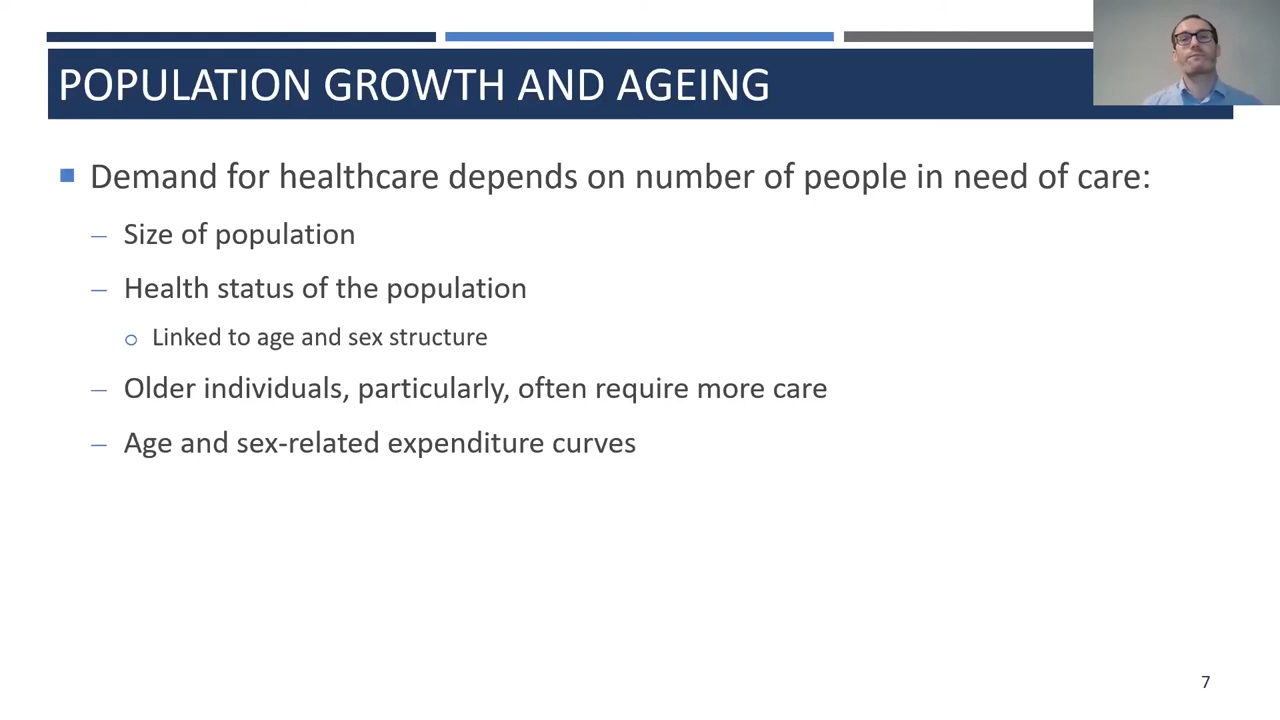 POPULATION GROWTH AND AGEING
Demand for healthcare depends on number of people in need of care:
Size of population
Health status of the population
Linked to age and sex structure
Older individuals, particularly, often require more care
Age and sex-related expenditure curves
7